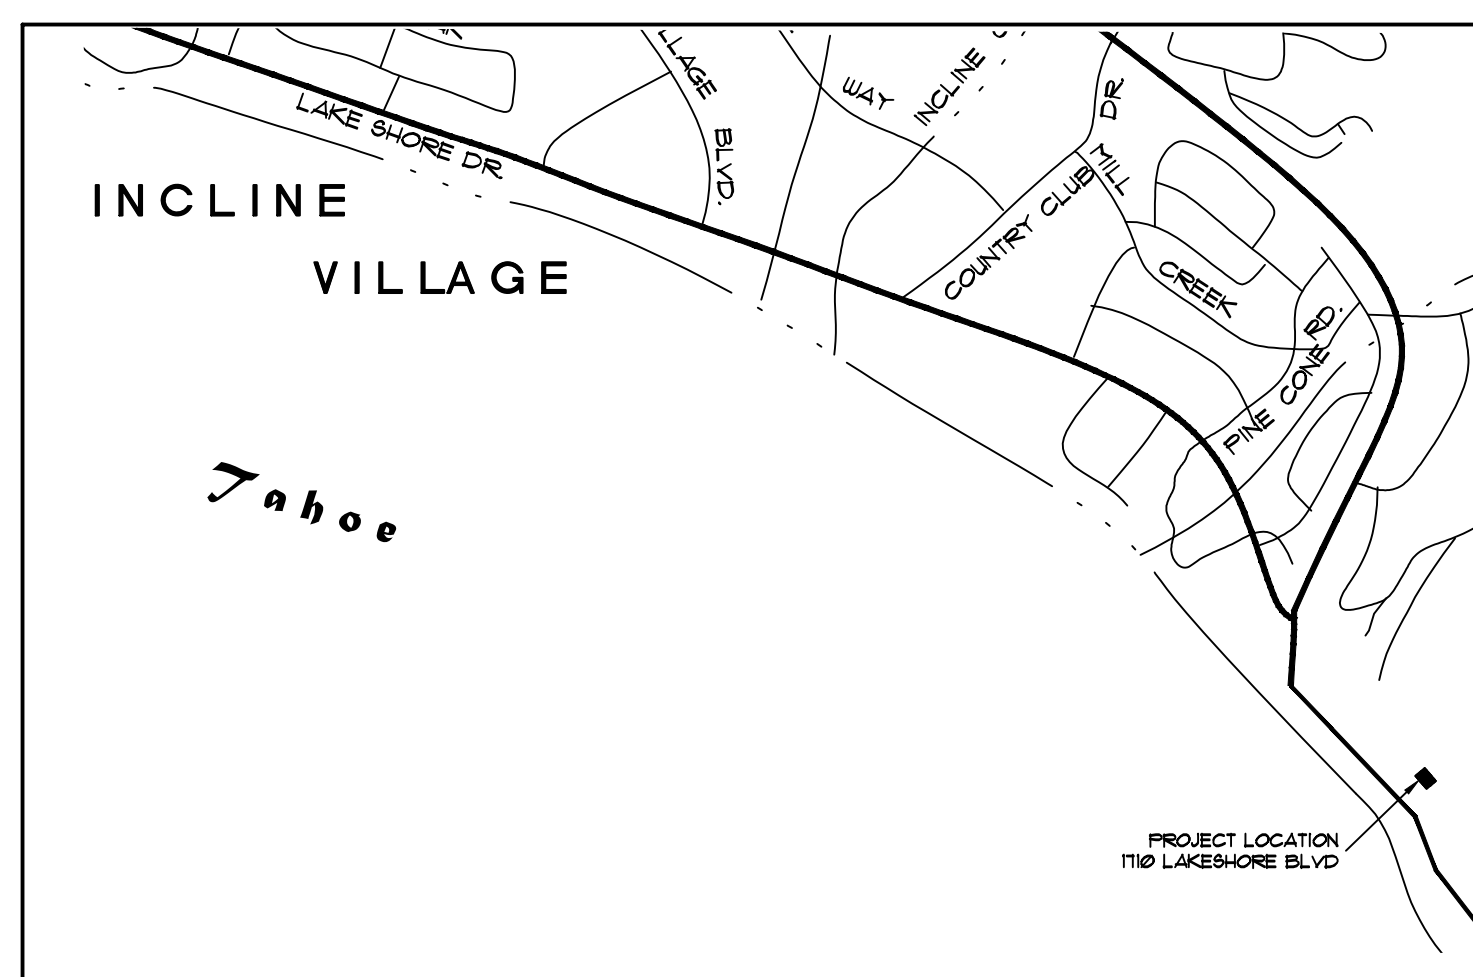 LLAGE BLVD.
WAY
INCLINE
DR.
LAKE SHORE DR.
MILL
COUNTRY CLUB
INCLINE
VILLAGE
CREEK
PINE CONE RD.
Tahoe
PROJECT LOCATION
1710 LAKESHORE BLVD